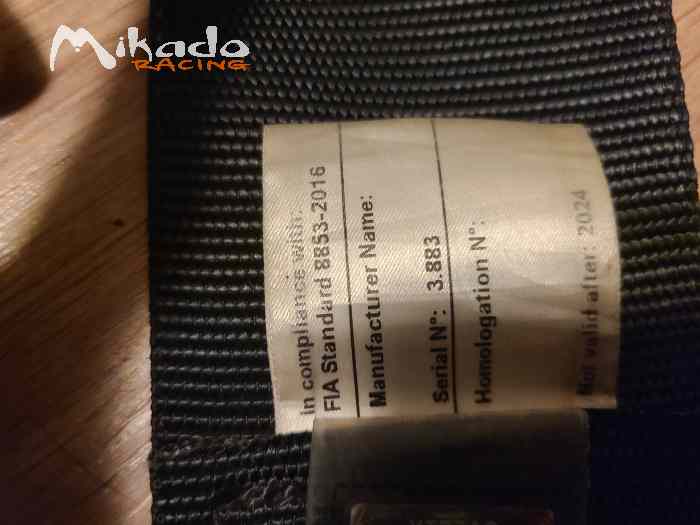 Mikado
RACING
In compliance with:
FIA Standard 8853-2016
Manufacturer Name:
Serial N°: 3.883
Homologation N°:
Not valid after: 2024